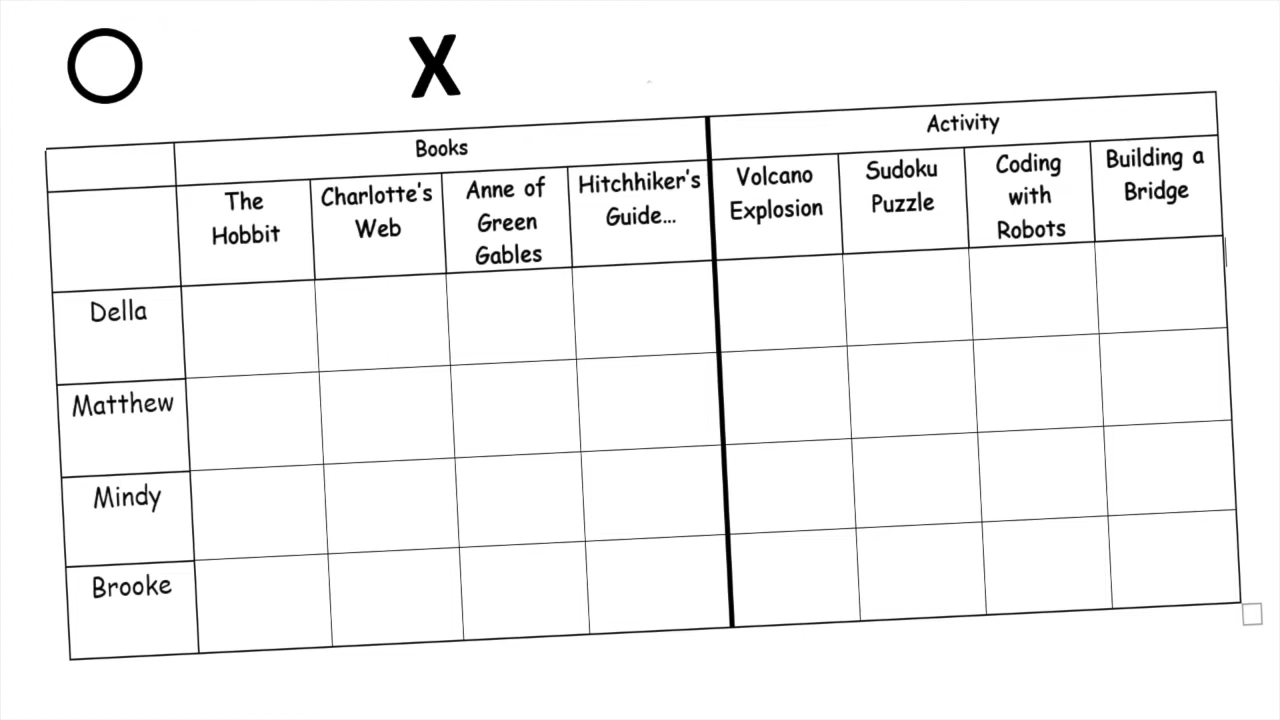 O X
Books Activity
The Hobbit
Charlotte's Web
Anne of Green Gables
Hitchhiker's Guide...
Volcano Explosion
Sudoku Puzzle
Coding with Robots
Building a Bridge
Della
Matthew
Mindy
Brooke